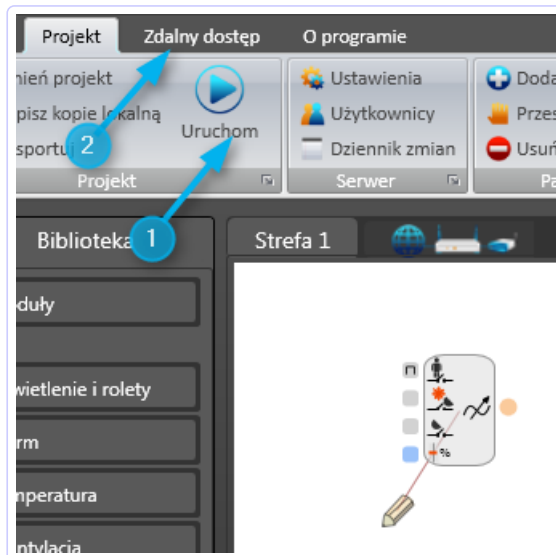 Projekt Zdalny dostęp O programie
nień projekt Ustawienia Doda
pisz kopie lokalną Użytkownicy Przes
sportuj 2 Uruchom Dziennik zmian Usuń
Projekt Serwer Pa
Biblioteka 1 Strefa 1
duły
wietlenie i rolety
rm
mperatura
ntylacja
%